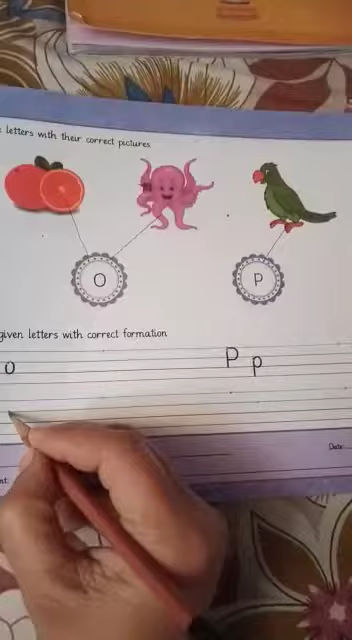 letters with their correct pictures
O P
given letters with correct formation
o P p
Date: